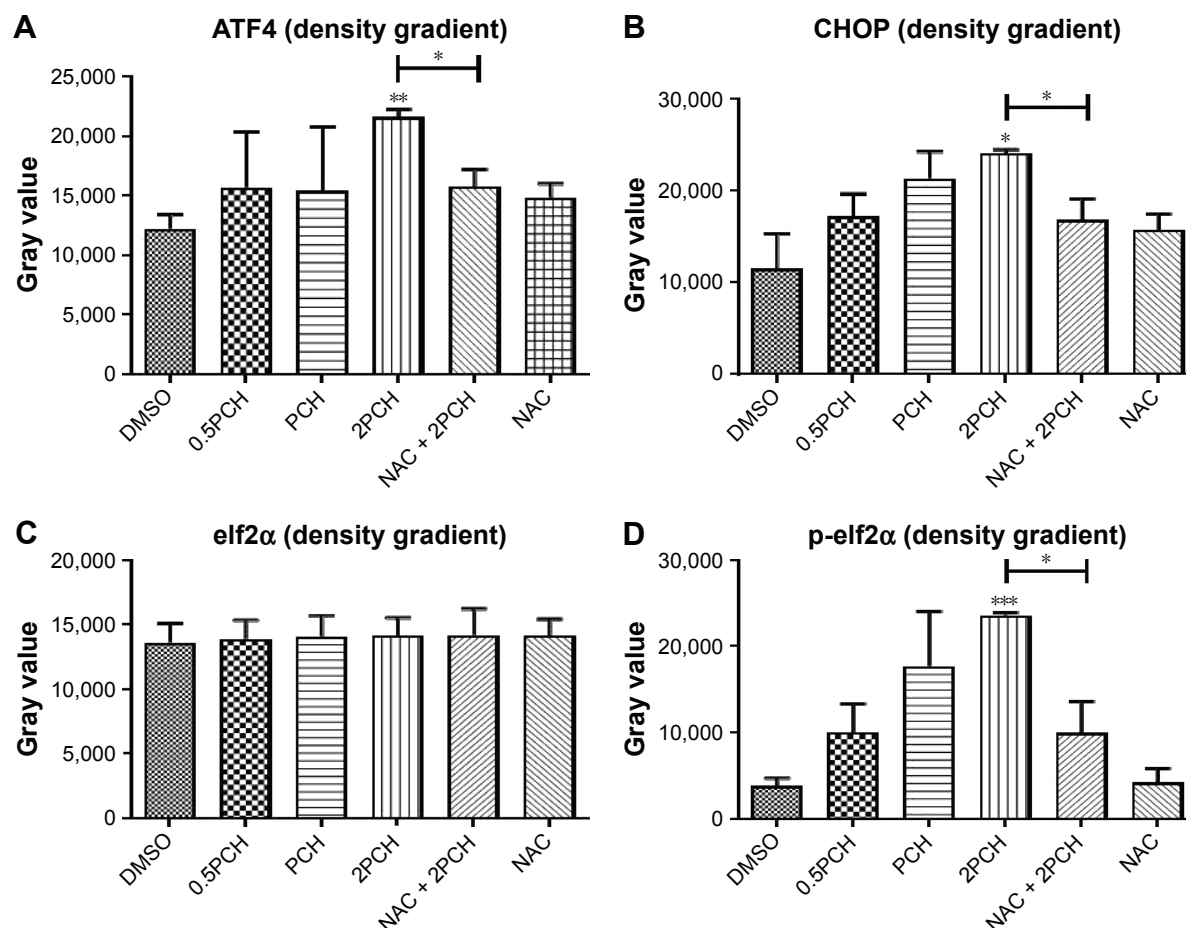 A
ATF4 (density gradient)
*
**
25,000
20,000
15,000
10,000
5,000
0
Gray value
DMSO
0.5PCH
PCH
2PCH
NAC + 2PCH
NAC
B
CHOP (density gradient)
*
*
30,000
20,000
10,000
0
Gray value
DMSO
0.5PCH
PCH
2PCH
NAC + 2PCH
NAC
C
elf2α (density gradient)
20,000
15,000
10,000
5,000
0
Gray value
DMSO
0.5PCH
PCH
2PCH
NAC + 2PCH
NAC
D
p-elf2α (density gradient)
*
***
30,000
20,000
10,000
0
Gray value
DMSO
0.5PCH
PCH
2PCH
NAC + 2PCH
NAC